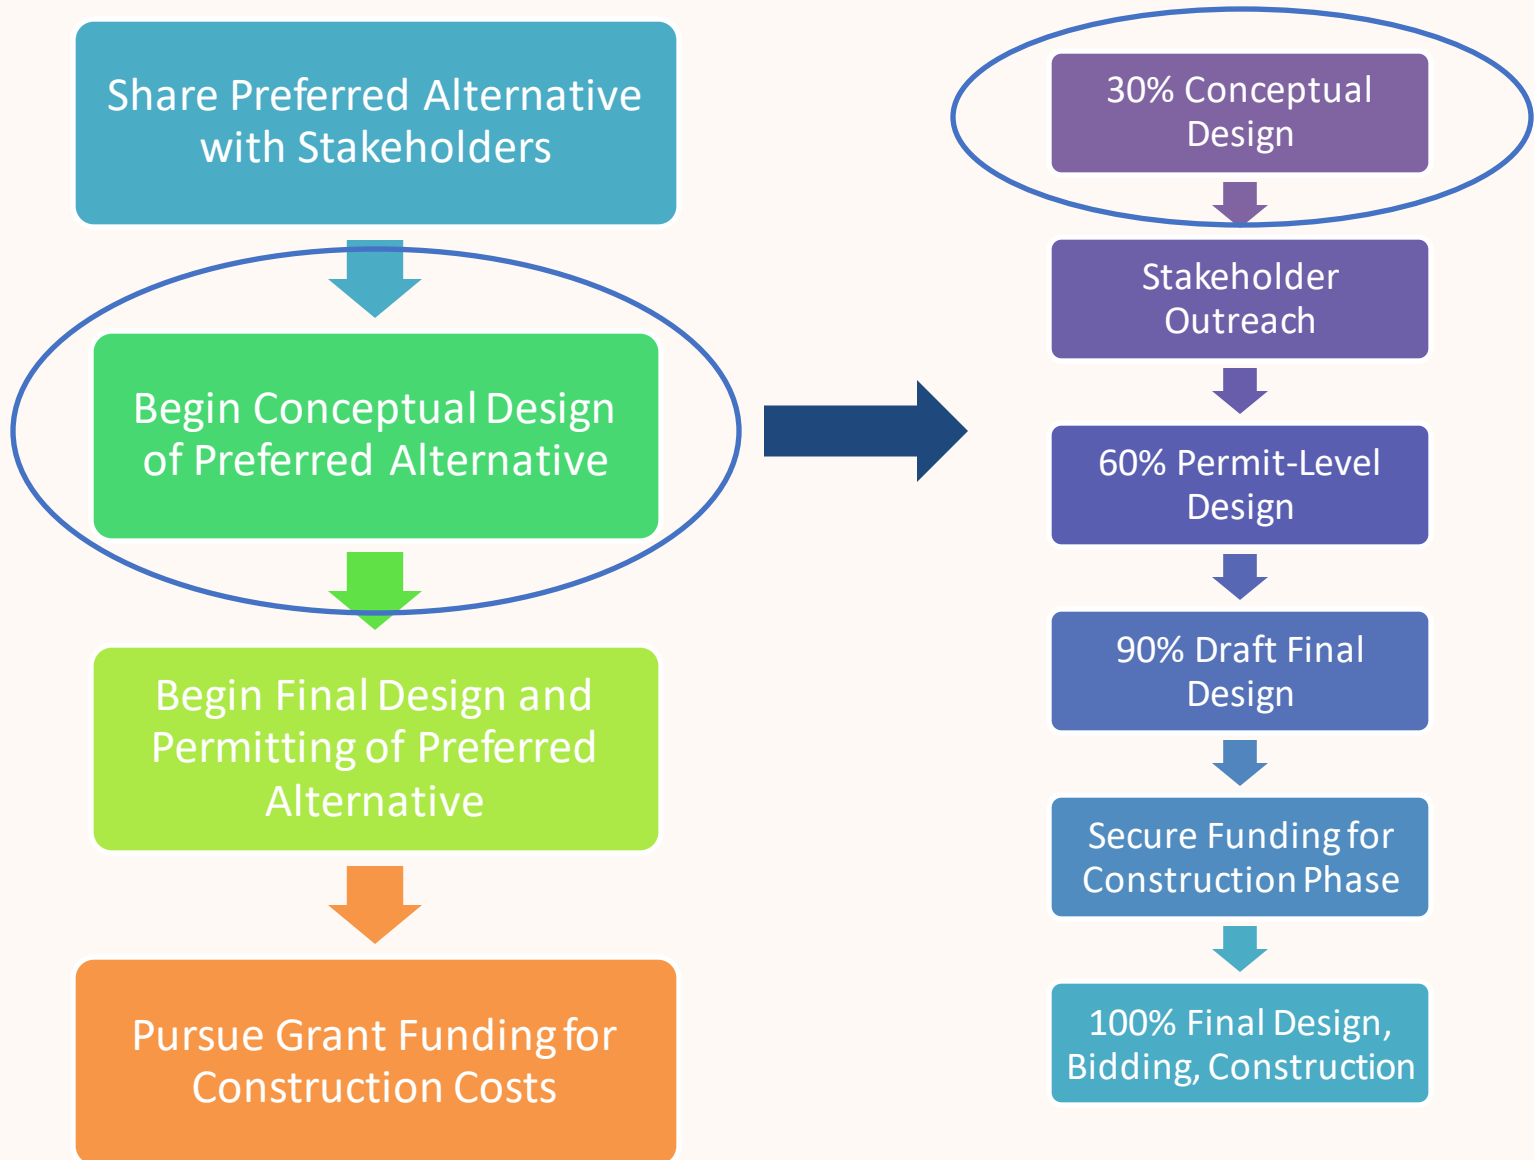 Share Preferred Alternative
with Stakeholders
Begin Conceptual Design
of Preferred Alternative
Begin Final Design and
Permitting of Preferred
Alternative
Pursue Grant Funding for
Construction Costs
30% Conceptual
Design
Stakeholder
Outreach
60% Permit-Level
Design
90% Draft Final
Design
Secure Funding for
Construction Phase
100% Final Design,
Bidding, Construction